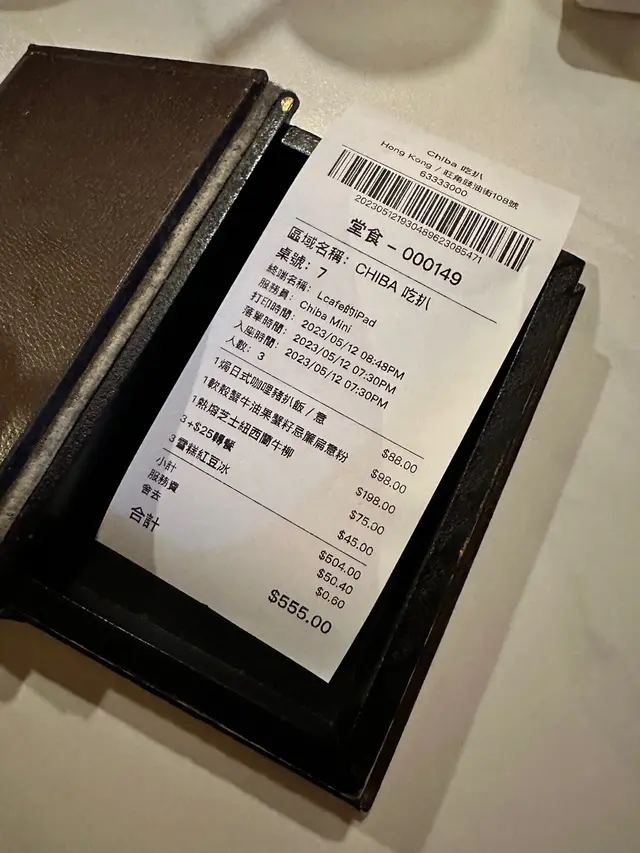 Chiba 吃扒
Hong Kong / 旺角豉油街108號
63333000
2023051219304896230854​71
堂食 - 000149
區域名稱： CHIBA 吃扒
桌號： 7
終端名稱： Lcafe的iPad
服務員： Chiba Mini
打印時間： 2023/05/12 08:48PM
落單時間： 2023/05/12 07:30PM
入座時間： 2023/05/12 07:30PM
人數： 3
1 焗日式咖喱豬扒飯 / 意 $88.00
1 軟殼蟹牛油果蟹籽忌廉扁意粉 $98.00
1 熱熔芝士紐西蘭牛柳 $198.00
3 +$25轉餐 $75.00
3 雪糕紅豆冰 $45.00
小計 $504.00
服務費 $50.40
舍去 $0.60
合計 $555.00